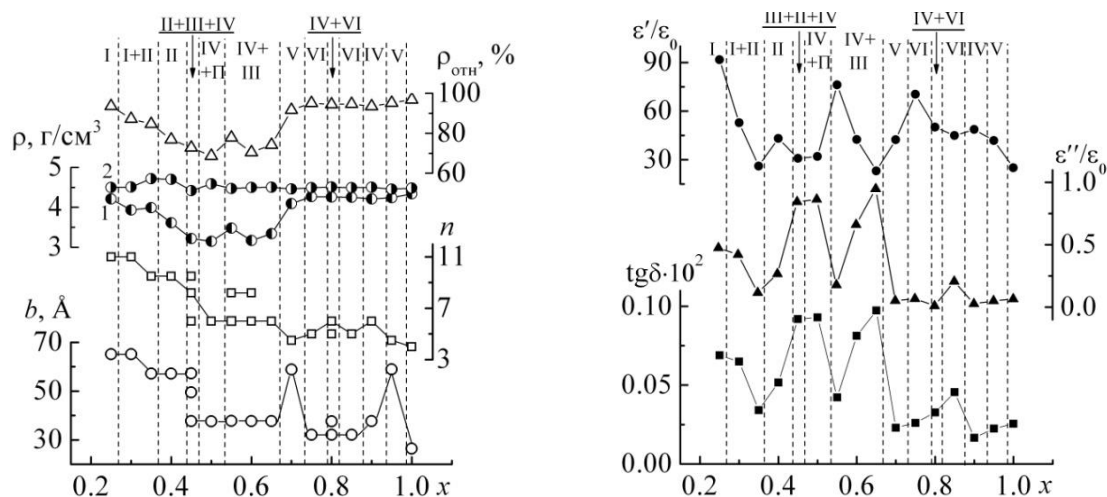 II+III+IV
IV+VI
I I+II II IV IV+ V VI VI IV V
+П III
ρотн, %
100
80
60
ρ, г/см³
5
4
3
2
1
n
11
7
3
b, Å
70
50
30
0.2 0.4 0.6 0.8 1.0 x
ε′/ε₀
III+II+IV
IV+VI
I I+II II IV IV+ V VI VI IV V
+П III
90
60
30
ε′′/ε₀
1.0
0.5
0.0
tgδ·10²
0.10
0.05
0.00
0.2 0.4 0.6 0.8 1.0 x